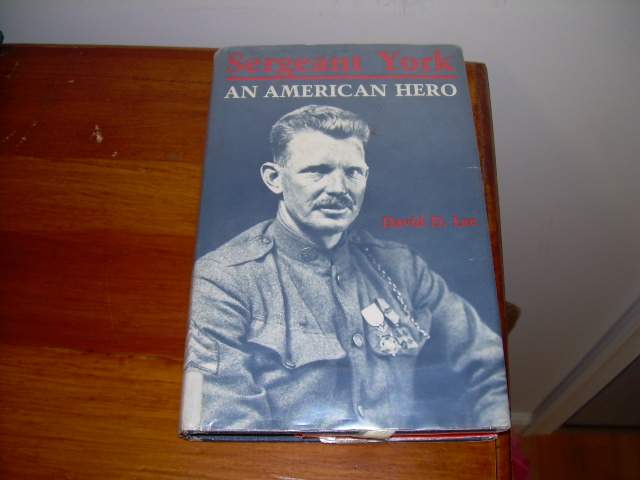 Sergeant York
AN AMERICAN HERO
David D. Lee